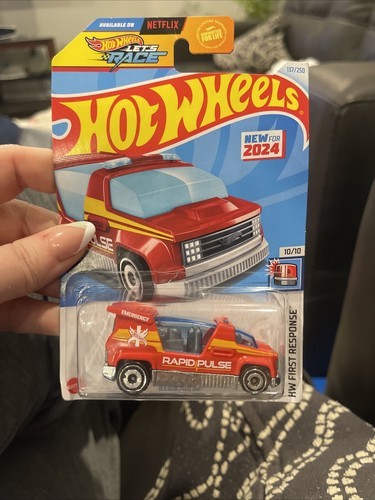 AVAILABLE ON NETFLIX
HOT WHEELS
LET'S
RACE
137/250
HOT WHEELS
NEW FOR
2024
PULSE
10/10
HW FIRST RESPONSE
EMERGENCY
RAPID PULSE